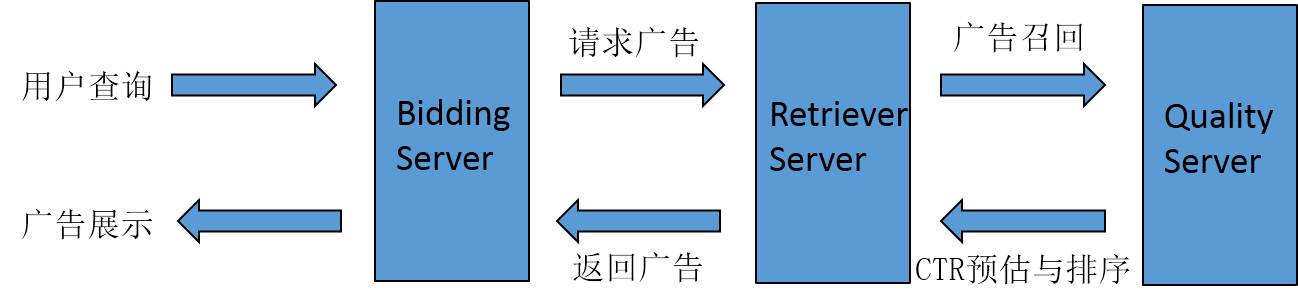 用户查询
广告展示
Bidding
Server
请求广告
返回广告
Retriever
Server
广告召回
CTR预估与排序
Quality
Server